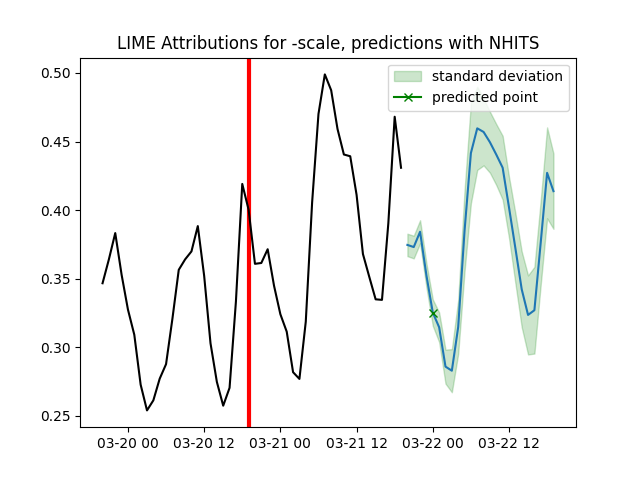 LIME Attributions for -scale, predictions with NHITS
standard deviation
predicted point
0.50
0.45
0.40
0.35
0.30
0.25
03-20 00 03-20 12 03-21 00 03-21 12 03-22 00 03-22 12